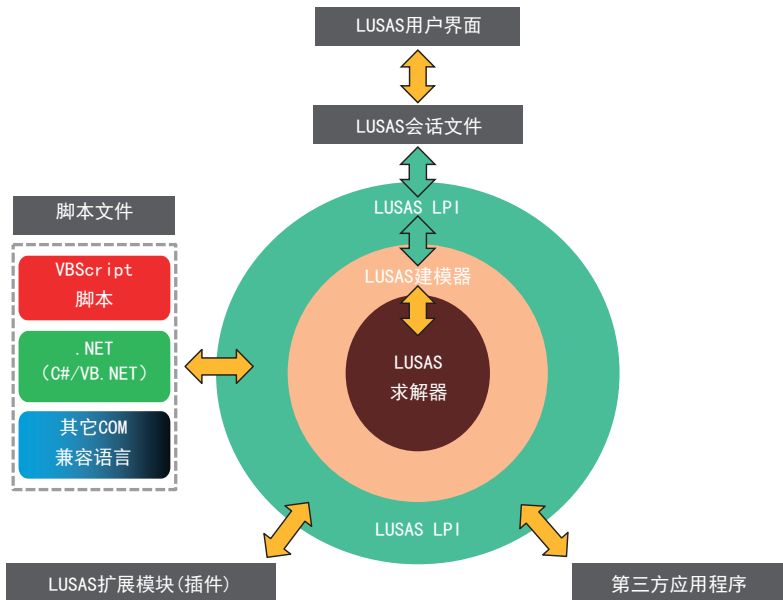 LUSAS用户界面
LUSAS会话文件
脚本文件
VBScript
脚本
.NET
(C#/VB.NET)
其它COM
兼容语言
LUSAS LPI
LUSAS建模器
LUSAS
求解器
LUSAS LPI
LUSAS扩展模块(插件)
第三方应用程序